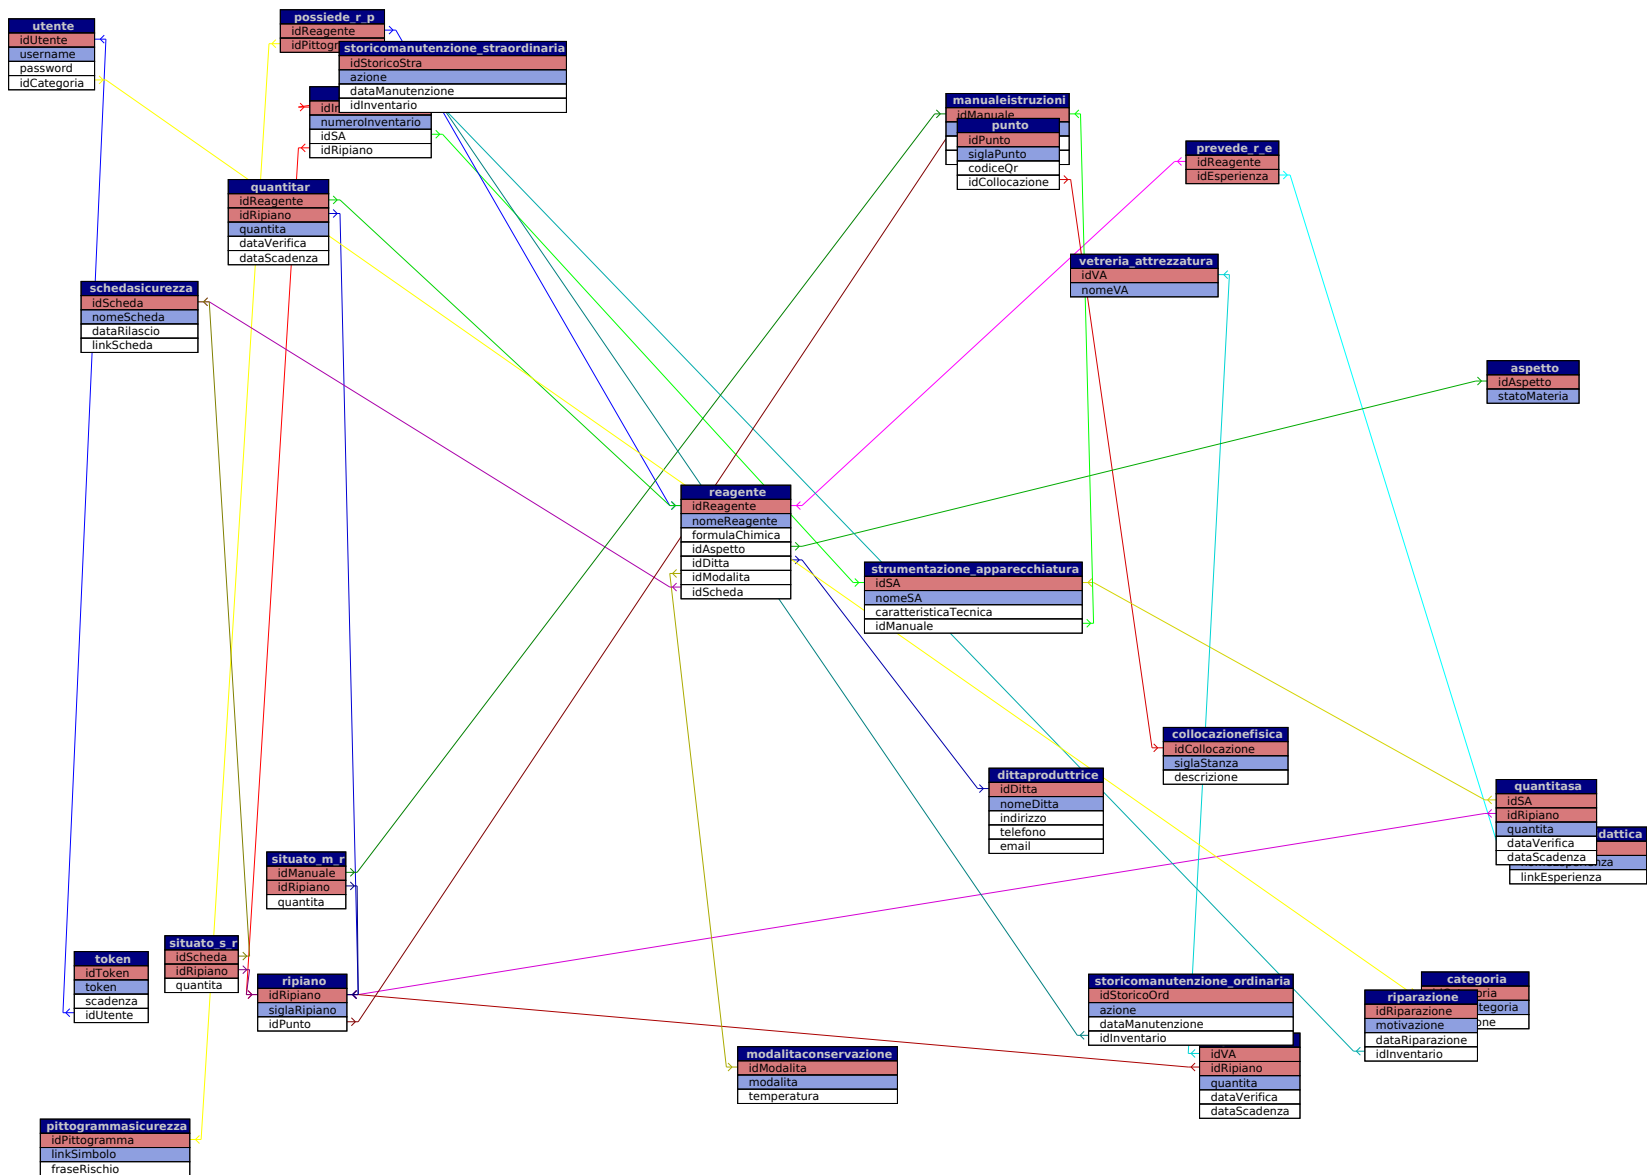 utente
idUtente
username
password
idCategoria
possiede_r_p
idReagente
storicomanutenzione_straordinaria
idStoricoStra
azione
dataManutenzione
idInventario
numeroInventario
idSA
idRipiano
manualeistruzioni
idManuale
punto
idPunto
siglaPunto
codiceQr
idCollocazione
prevede_r_e
idReagente
idEsperienza
quantitar
idReagente
idRipiano
quantita
dataVerifica
dataScadenza
vetreria_attrezzatura
idVA
nomeVA
schedasicurezza
idScheda
nomeScheda
dataRilascio
linkScheda
aspetto
idAspetto
statoMateria
reagente
idReagente
nomeReagente
formulaChimica
idAspetto
idDitta
idModalita
idScheda
strumentazione_apparecchiatura
idSA
nomeSA
caratteristicaTecnica
idManuale
collocazionefisica
idCollocazione
siglaStanza
descrizione
dittaproduttrice
idDitta
nomeDitta
indirizzo
telefono
email
quantitasa
idSA
idRipiano
quantita
dataVerifica
dataScadenza
dattica
linkEsperienza
situato_m_r
idManuale
idRipiano
quantita
situato_s_r
idScheda
idRipiano
quantita
token
idToken
token
scadenza
idUtente
ripiano
idRipiano
siglaRipiano
idPunto
storicomanutenzione_ordinaria
idStoricoOrd
azione
dataManutenzione
idInventario
categoria
riparazione
idRiparazione
motivazione
dataRiparazione
idInventario
idVA
idRipiano
quantita
dataVerifica
dataScadenza
modalitaconservazione
idModalita
modalita
temperatura
pittogrammasicurezza
idPittogramma
linkSimbolo
fraseRischio